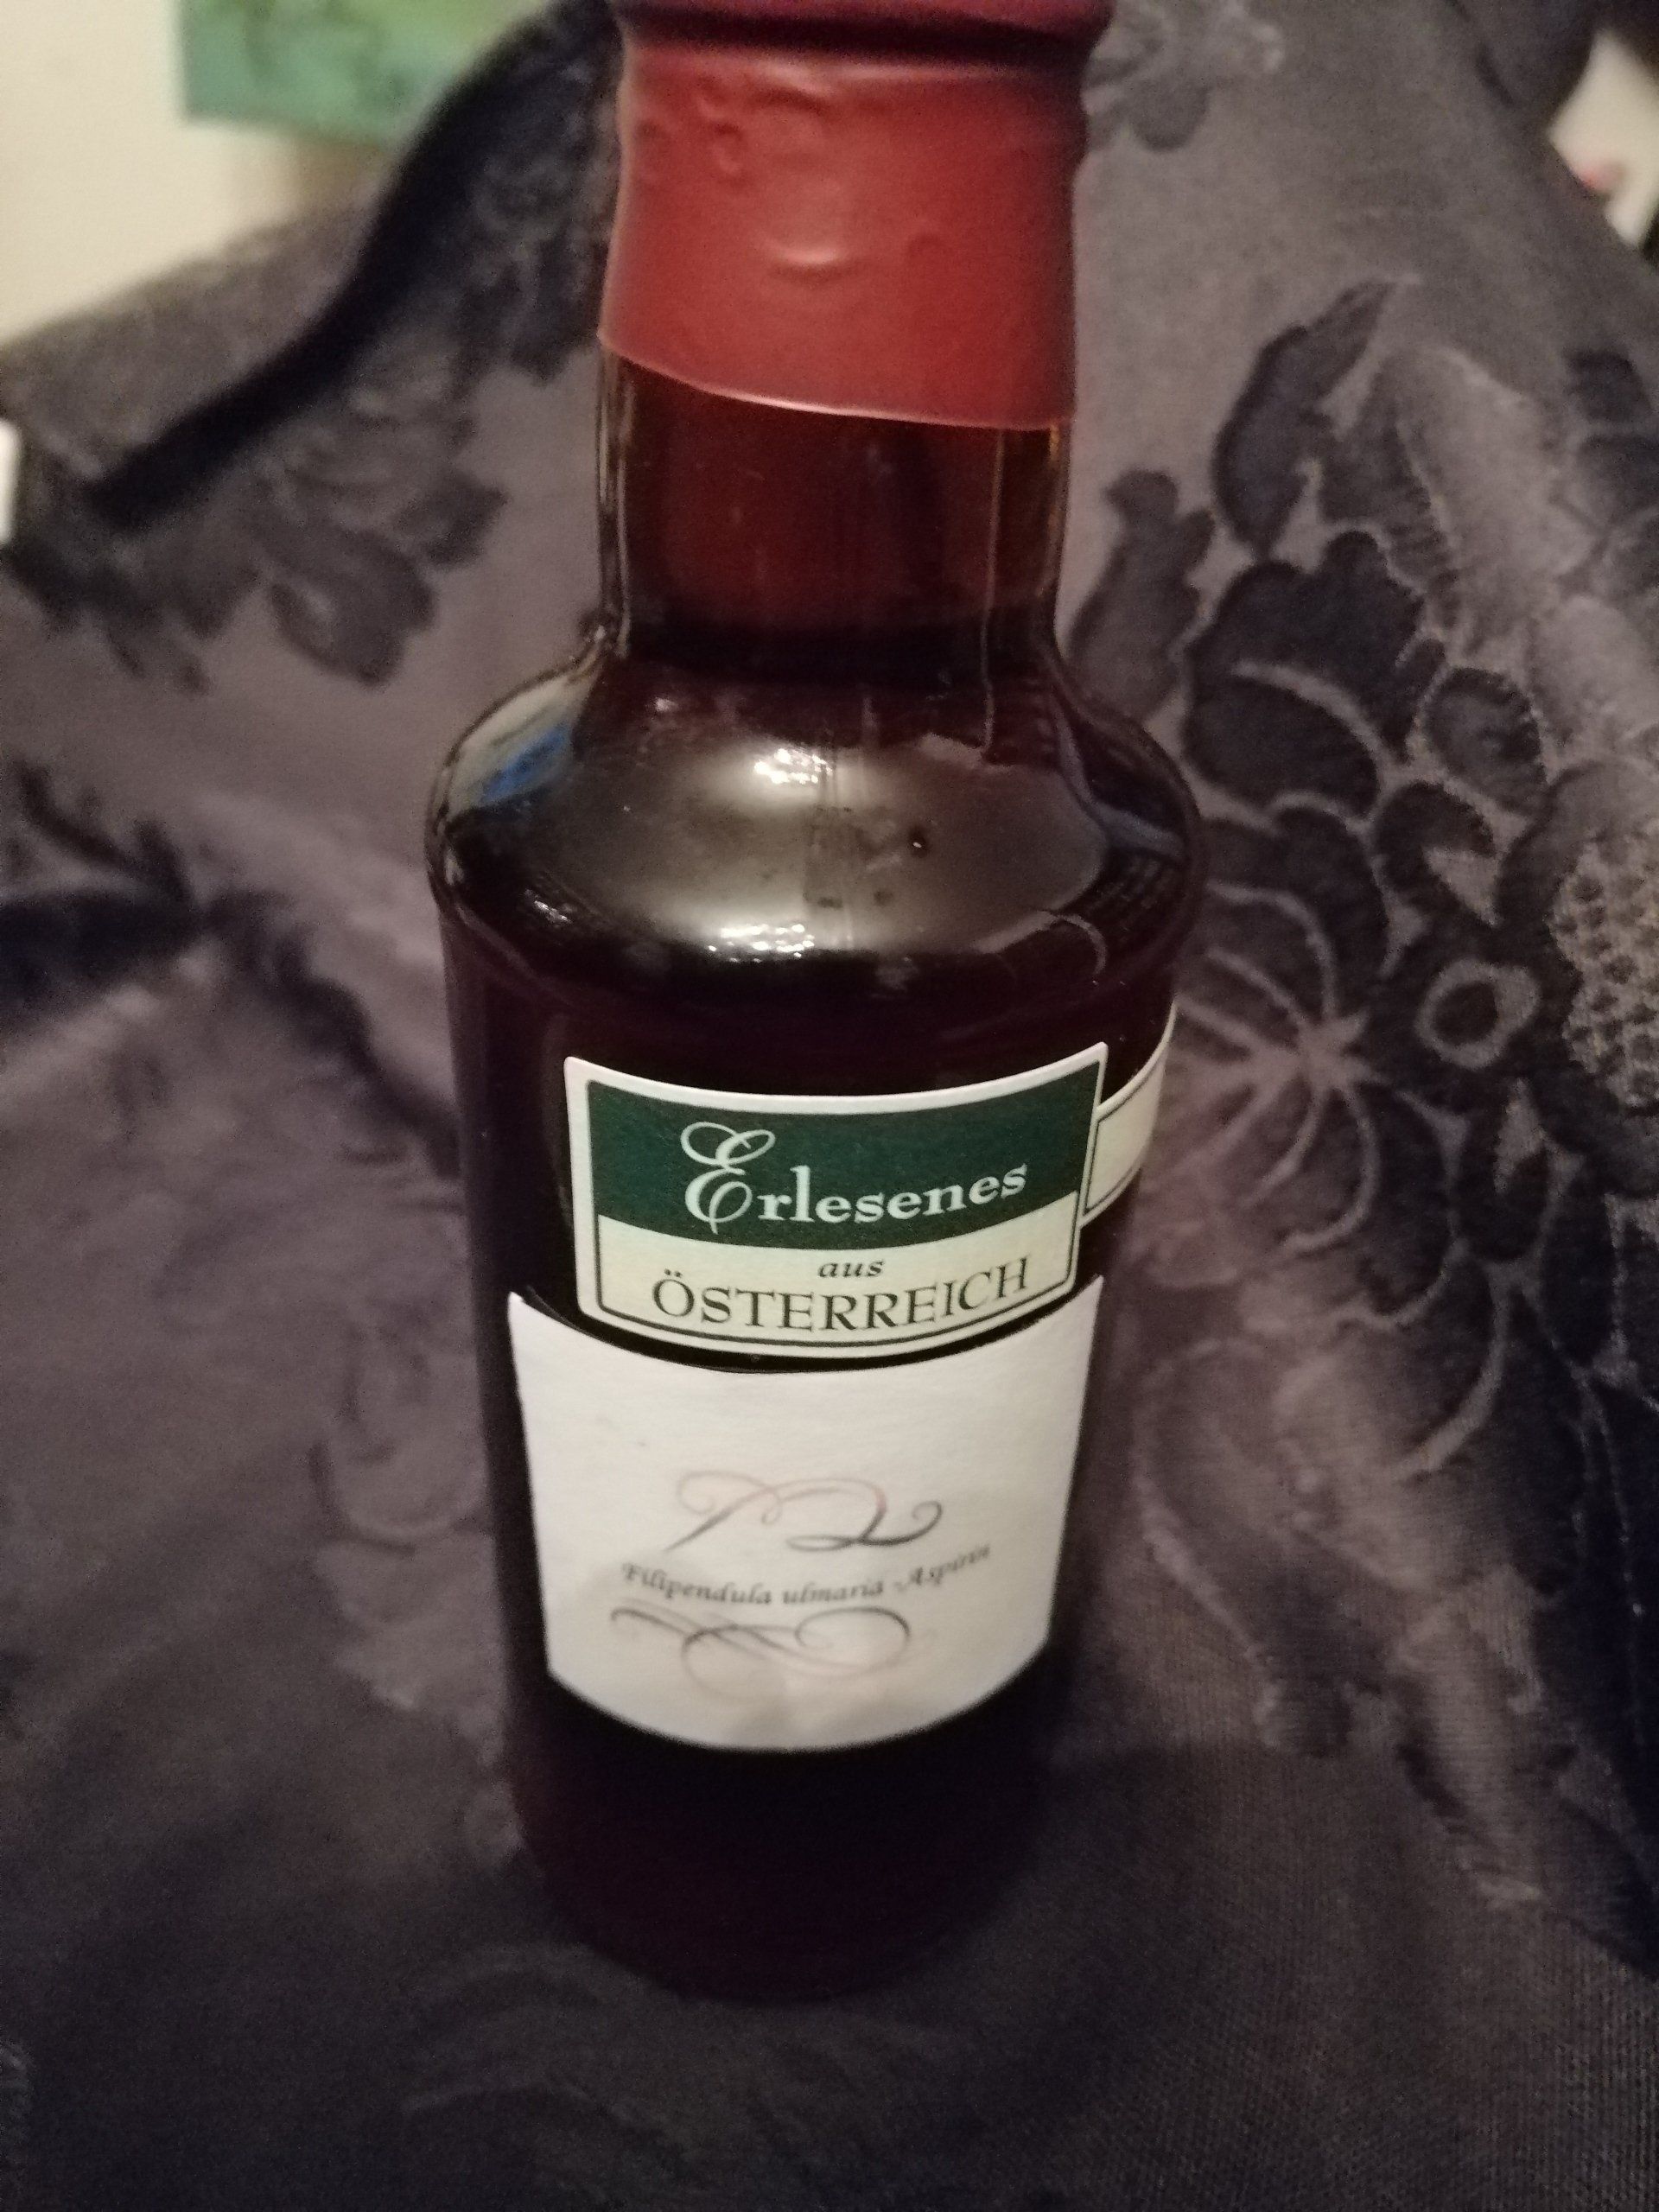 Erlesenes
aus
ÖSTERREICH
Filipendula ulmaria -Aspirin